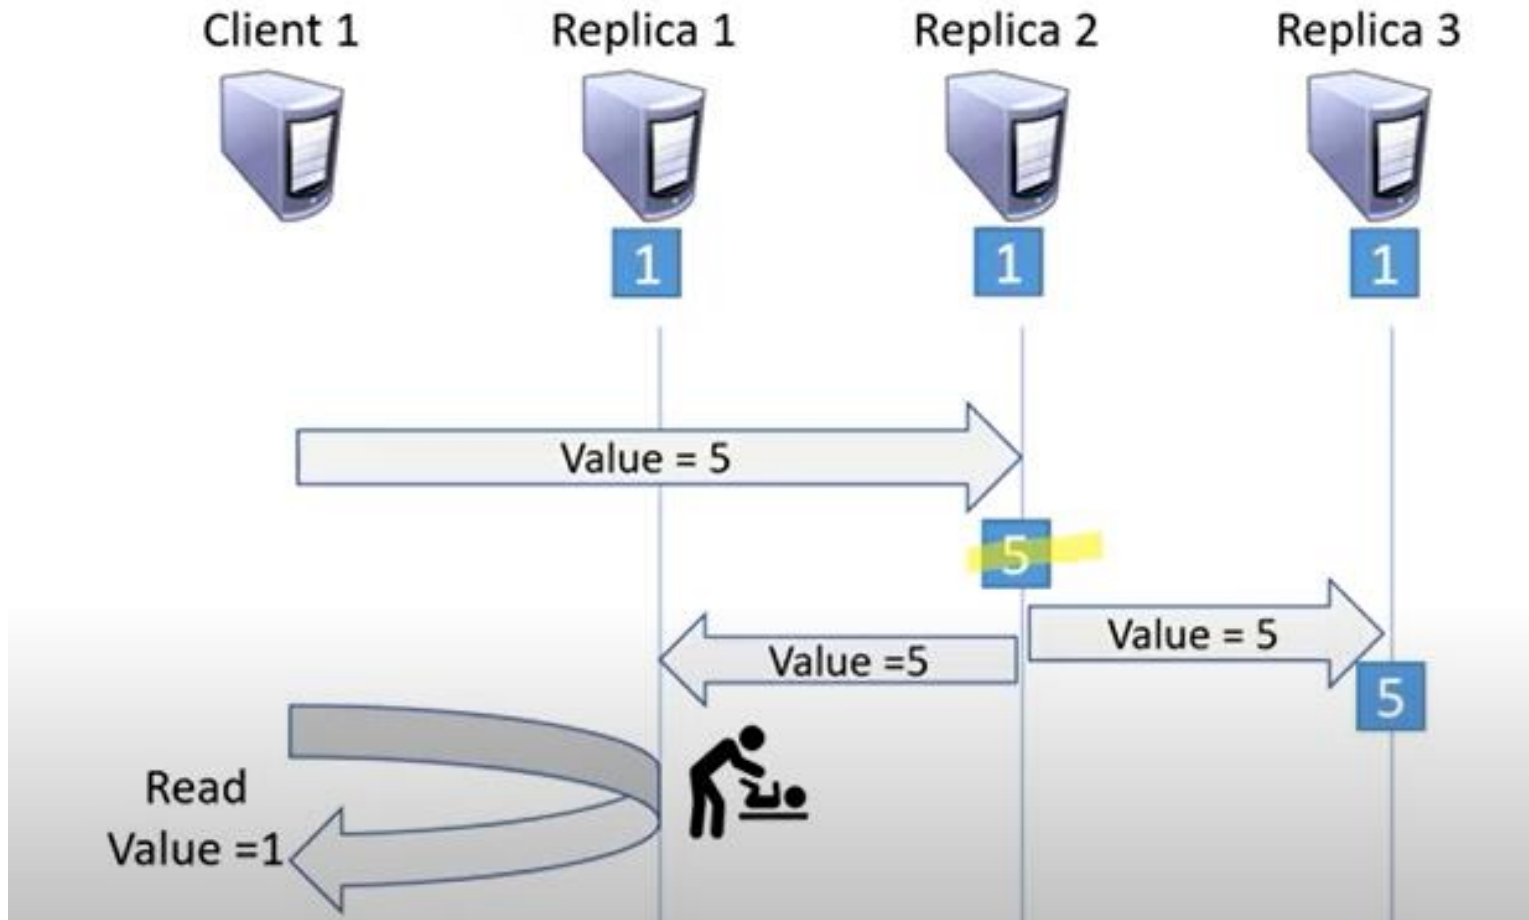 Client 1
Replica 1
Replica 2
Replica 3
1
1
1
Value = 5
5
Value = 5
Value =5
5
Read
Value =1